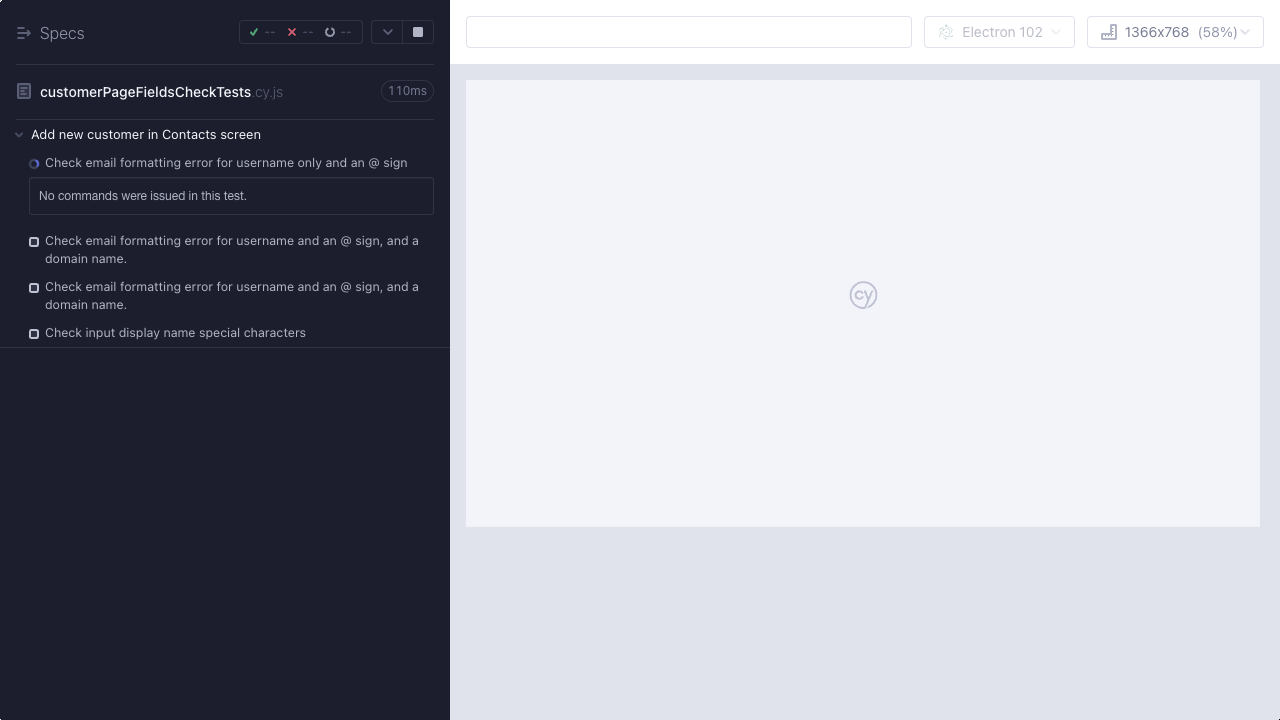 Specs
--
--
--
Electron 102
1366x768 (58%)
customerPageFieldsCheckTests.cy.js
110ms
Add new customer in Contacts screen
Check email formatting error for username only and an @ sign
No commands were issued in this test.
Check email formatting error for username and an @ sign, and a
domain name.
Check email formatting error for username and an @ sign, and a
domain name.
Check input display name special characters
cy